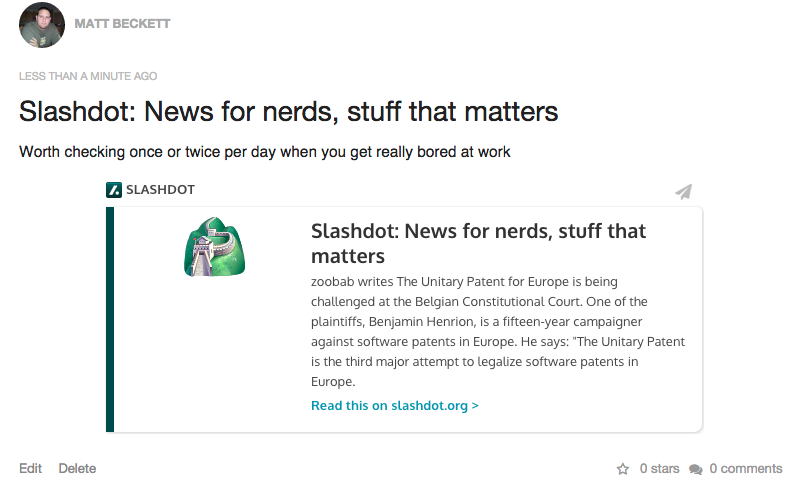 MATT BECKETT
LESS THAN A MINUTE AGO
Slashdot: News for nerds, stuff that matters
Worth checking once or twice per day when you get really bored at work
SLASHDOT
Slashdot: News for nerds, stuff that
matters
zoobab writes The Unitary Patent for Europe is being
challenged at the Belgian Constitutional Court. One of the
plaintiffs, Benjamin Henrion, is a fifteen-year campaigner
against software patents in Europe. He says: "The Unitary Patent
is the third major attempt to legalize software patents in
Europe.
Read this on slashdot.org >
Edit Delete 0 stars 0 comments